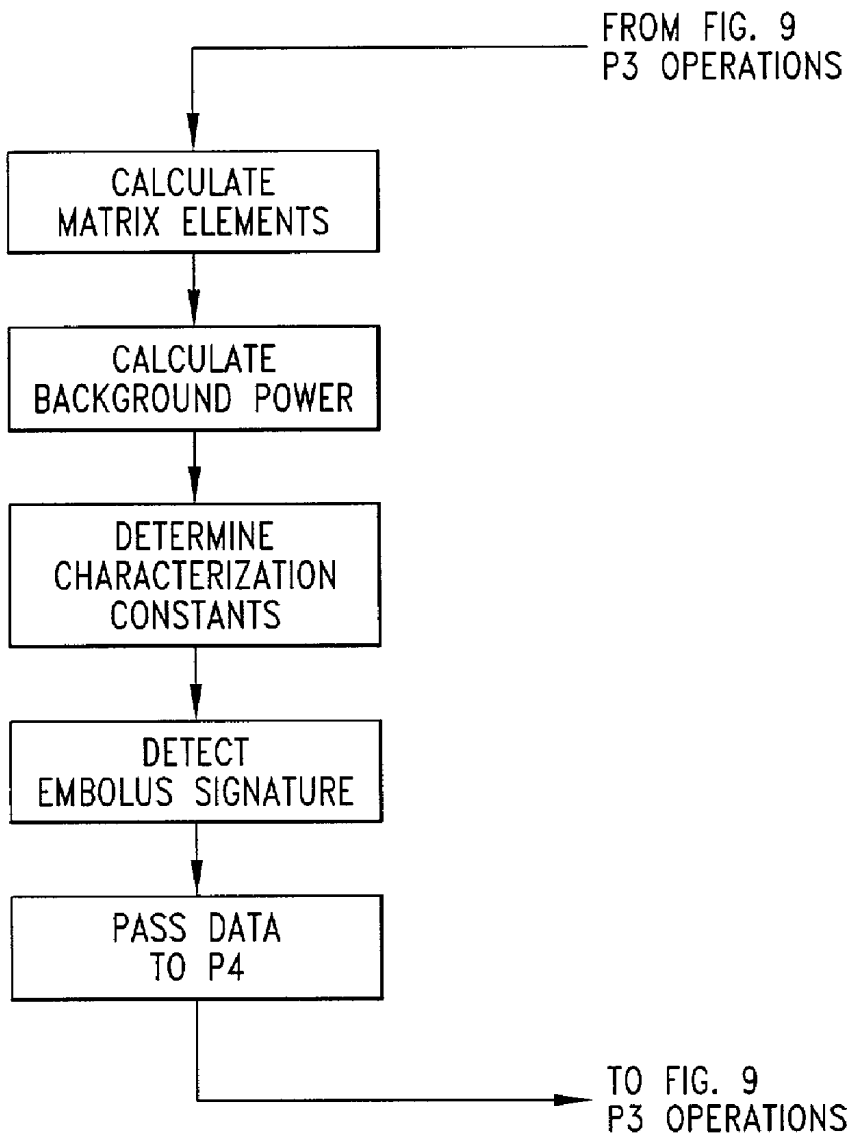 FROM FIG. 9
P3 OPERATIONS
CALCULATE
MATRIX ELEMENTS
CALCULATE
BACKGROUND POWER
DETERMINE
CHARACTERIZATION
CONSTANTS
DETECT
EMBOLUS SIGNATURE
PASS DATA
TO P4
TO FIG. 9
P3 OPERATIONS